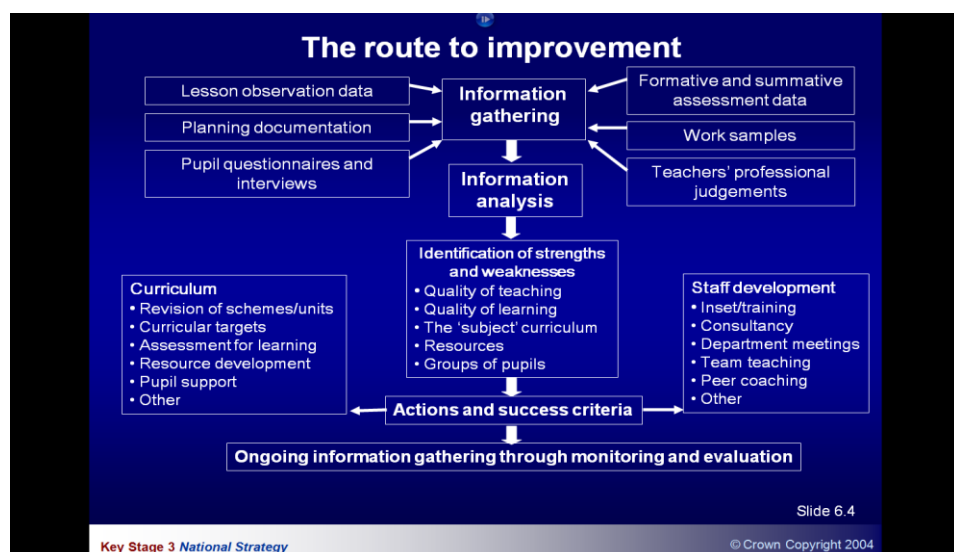 The route to improvement
Lesson observation data
Planning documentation
Pupil questionnaires and
interviews
Information
gathering
Formative and summative
assessment data
Work samples
Teachers' professional
judgements
Information
analysis
Identification of strengths
and weaknesses
• Quality of teaching
• Quality of learning
• The 'subject' curriculum
• Resources
• Groups of pupils
Curriculum
• Revision of schemes/units
• Curricular targets
• Assessment for learning
• Resource development
• Pupil support
• Other
Staff development
• Inset/training
• Consultancy
• Department meetings
• Team teaching
• Peer coaching
• Other
Actions and success criteria
Ongoing information gathering through monitoring and evaluation
Slide 6.4
Key Stage 3 National Strategy
© Crown Copyright 2004